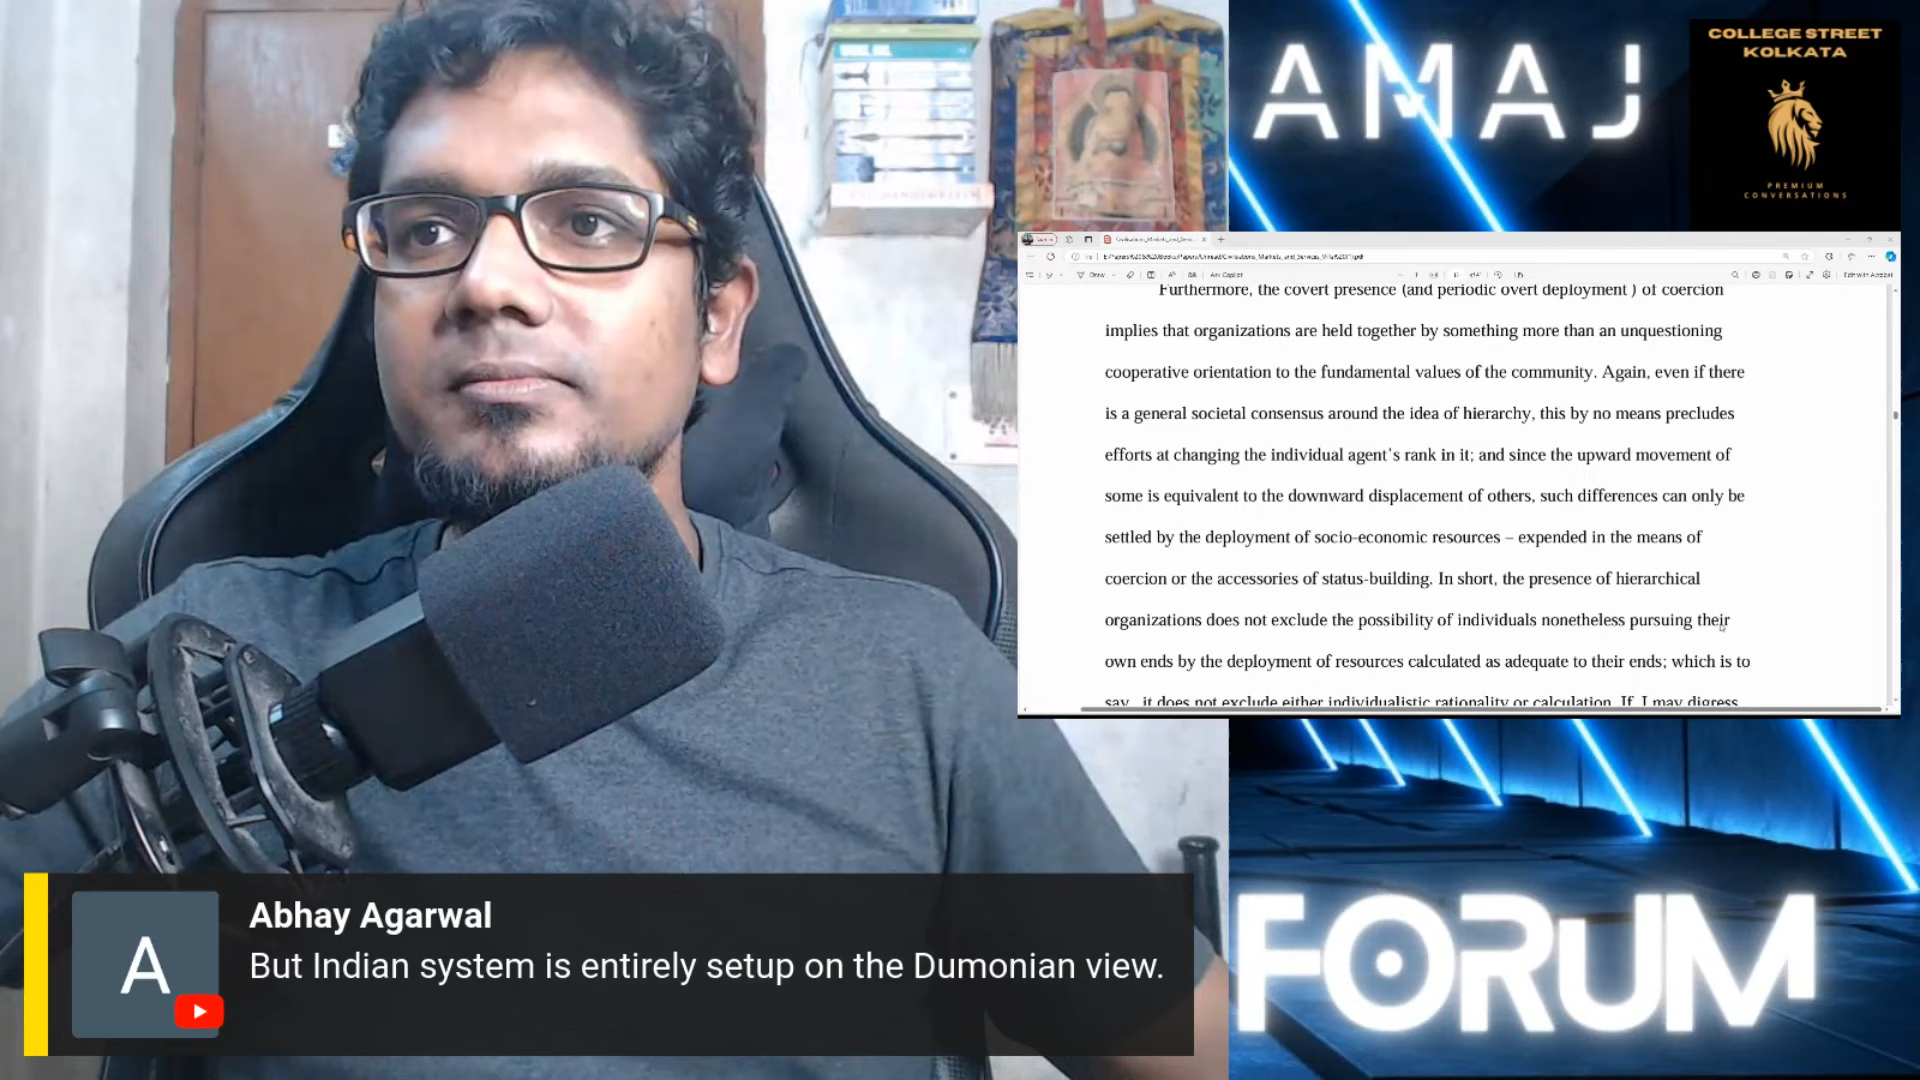 AMAJ
COLLEGE STREET
KOLKATA
PREMIUM
CONVERSATIONS
Ask Copilot
Edit with Acrobat
Furthermore, the covert presence (and periodic overt deployment ) of coercion
implies that organizations are held together by something more than an unquestioning
cooperative orientation to the fundamental values of the community. Again, even if there
is a general societal consensus around the idea of hierarchy, this by no means precludes
efforts at changing the individual agent's rank in it; and since the upward movement of
some is equivalent to the downward displacement of others, such differences can only be
settled by the deployment of socio-economic resources – expended in the means of
coercion or the accessories of status-building. In short, the presence of hierarchical
organizations does not exclude the possibility of individuals nonetheless pursuing their
own ends by the deployment of resources calculated as adequate to their ends; which is to
say, it does not exclude either individualistic rationality or calculation. If, I may digress
FORUM
A
Abhay Agarwal
But Indian system is entirely setup on the Dumonian view.